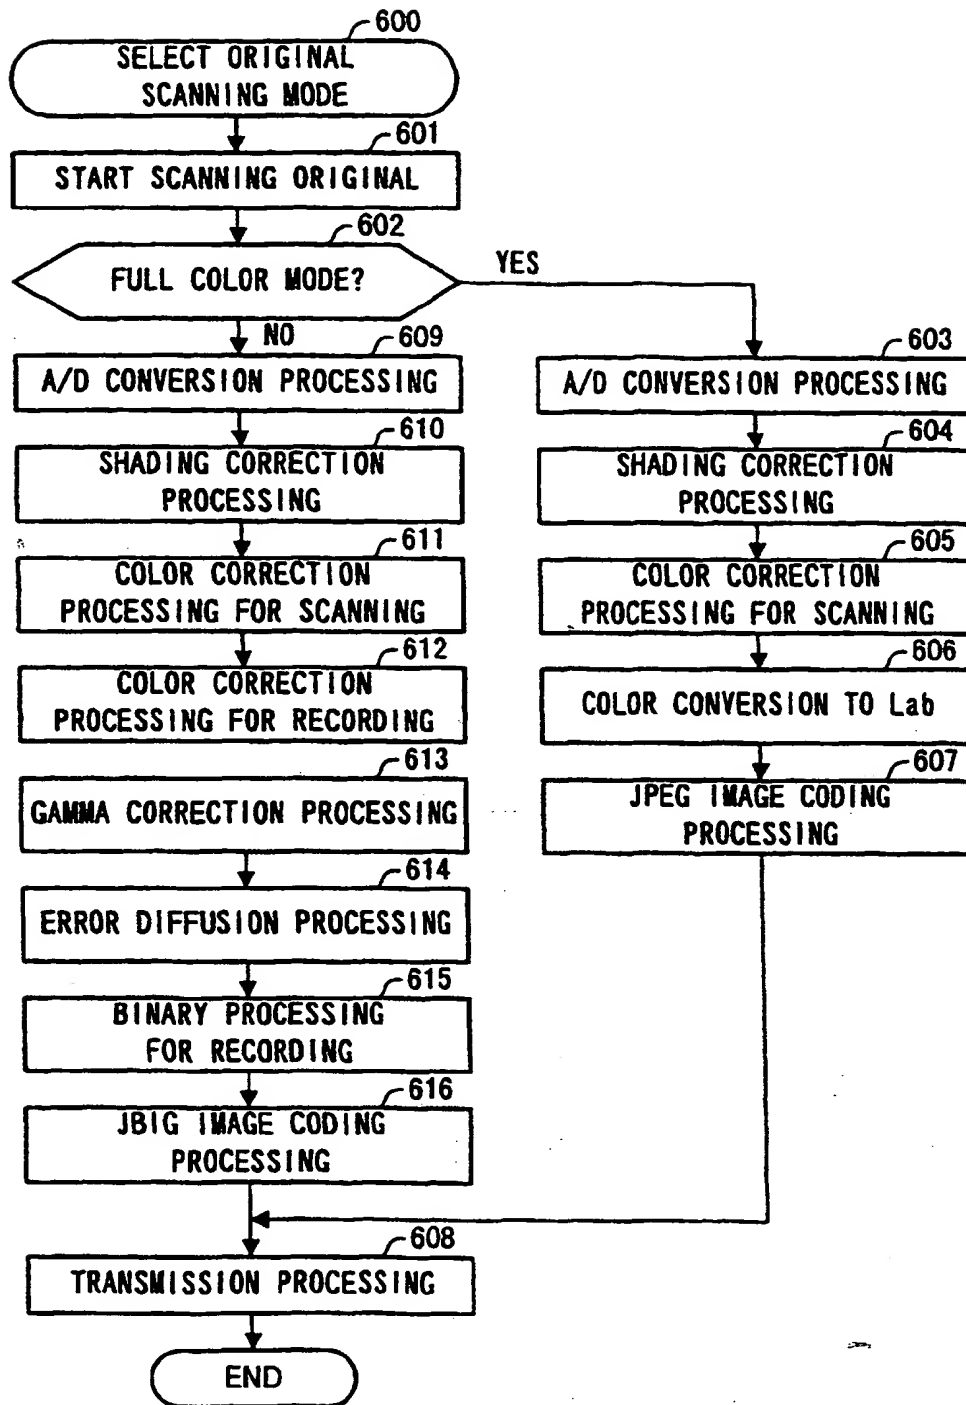 600
SELECT ORIGINAL
SCANNING MODE
601
START SCANNING ORIGINAL
602
FULL COLOR MODE?
YES
NO
609
A/D CONVERSION PROCESSING
610
SHADING CORRECTION
PROCESSING
611
COLOR CORRECTION
PROCESSING FOR SCANNING
612
COLOR CORRECTION
PROCESSING FOR RECORDING
613
GAMMA CORRECTION PROCESSING
614
ERROR DIFFUSION PROCESSING
615
BINARY PROCESSING
FOR RECORDING
616
JBIG IMAGE CODING
PROCESSING
603
A/D CONVERSION PROCESSING
604
SHADING CORRECTION
PROCESSING
605
COLOR CORRECTION
PROCESSING FOR SCANNING
606
COLOR CONVERSION TO Lab
607
JPEG IMAGE CODING
PROCESSING
608
TRANSMISSION PROCESSING
END